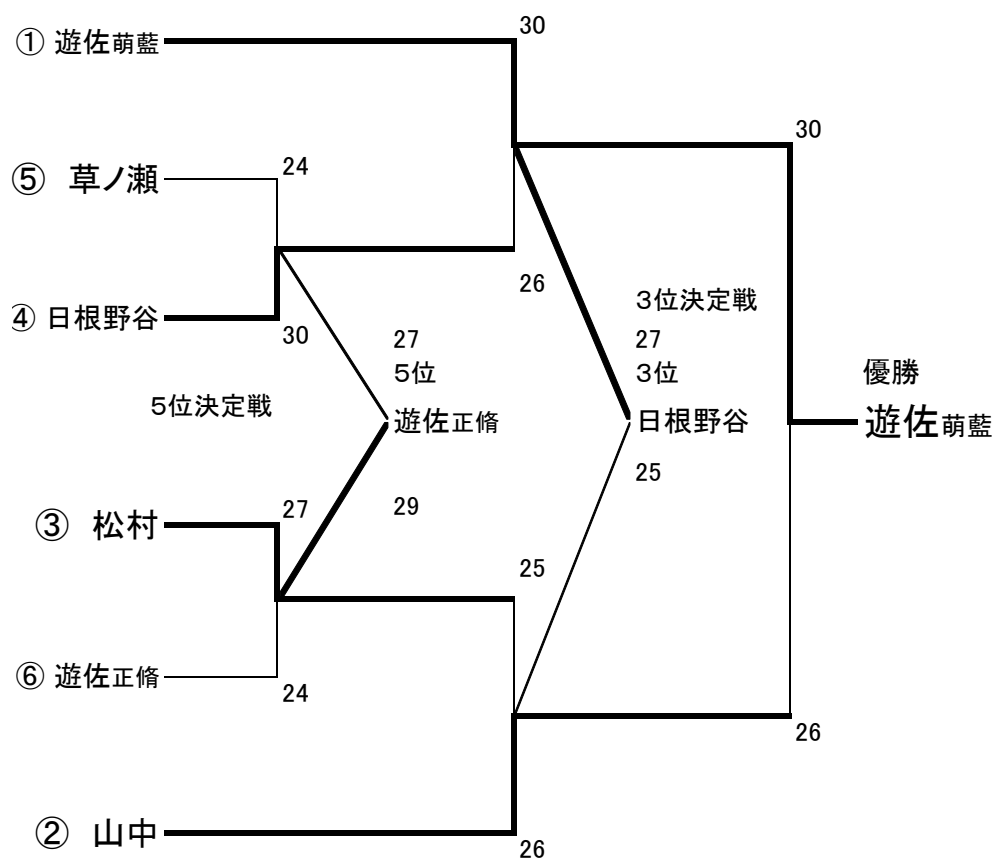 30
① 遊佐萌藍
30
24
⑤ 草ノ瀬
26
3位決定戦
④ 日根野谷
30
27
27
5位
3位
優勝
5位決定戦
遊佐正脩
日根野谷
遊佐萌藍
25
27
29
③ 松村
25
⑥ 遊佐正脩
24
26
② 山中
26